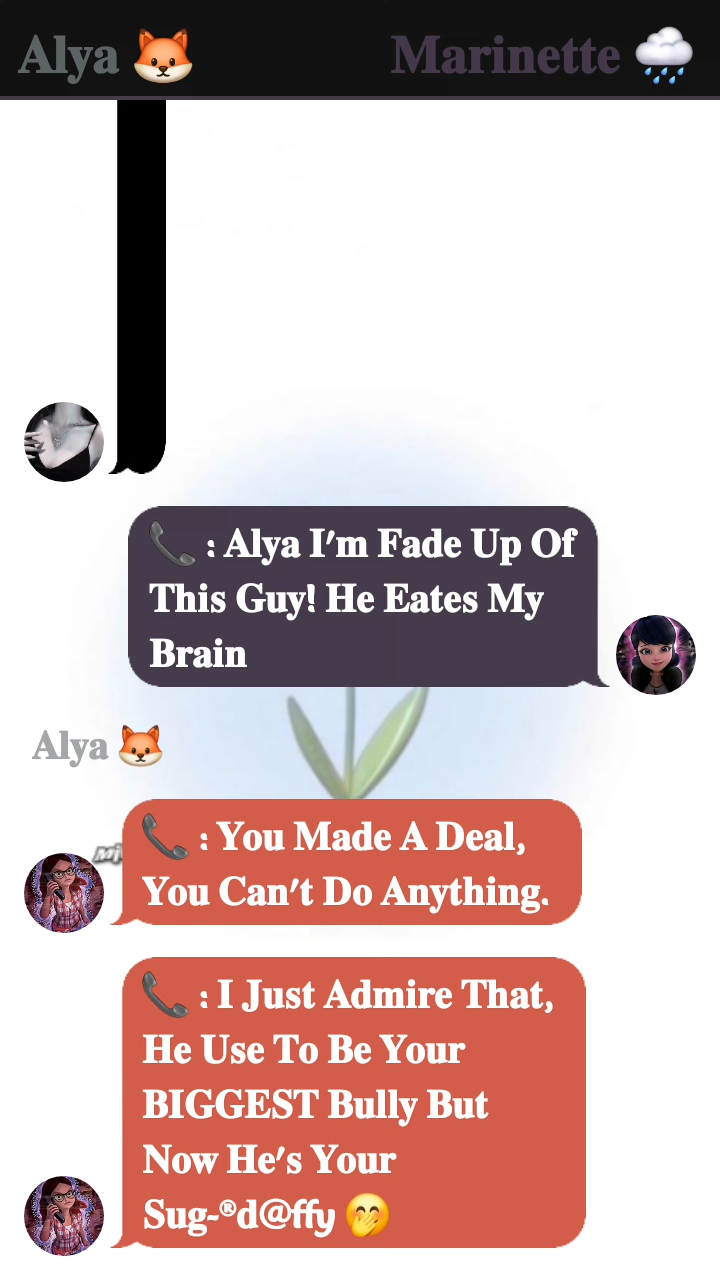 Alya 🦊 Marinette 🌧️
📞 : Alya I'm Fade Up Of
This Guy! He Eates My
Brain
Alya 🦊
📞 : You Made A Deal,
You Can't Do Anything.
📞 : I Just Admire That,
He Use To Be Your
BIGGEST Bully But
Now He's Your
Sug-®d@ffy 🤭